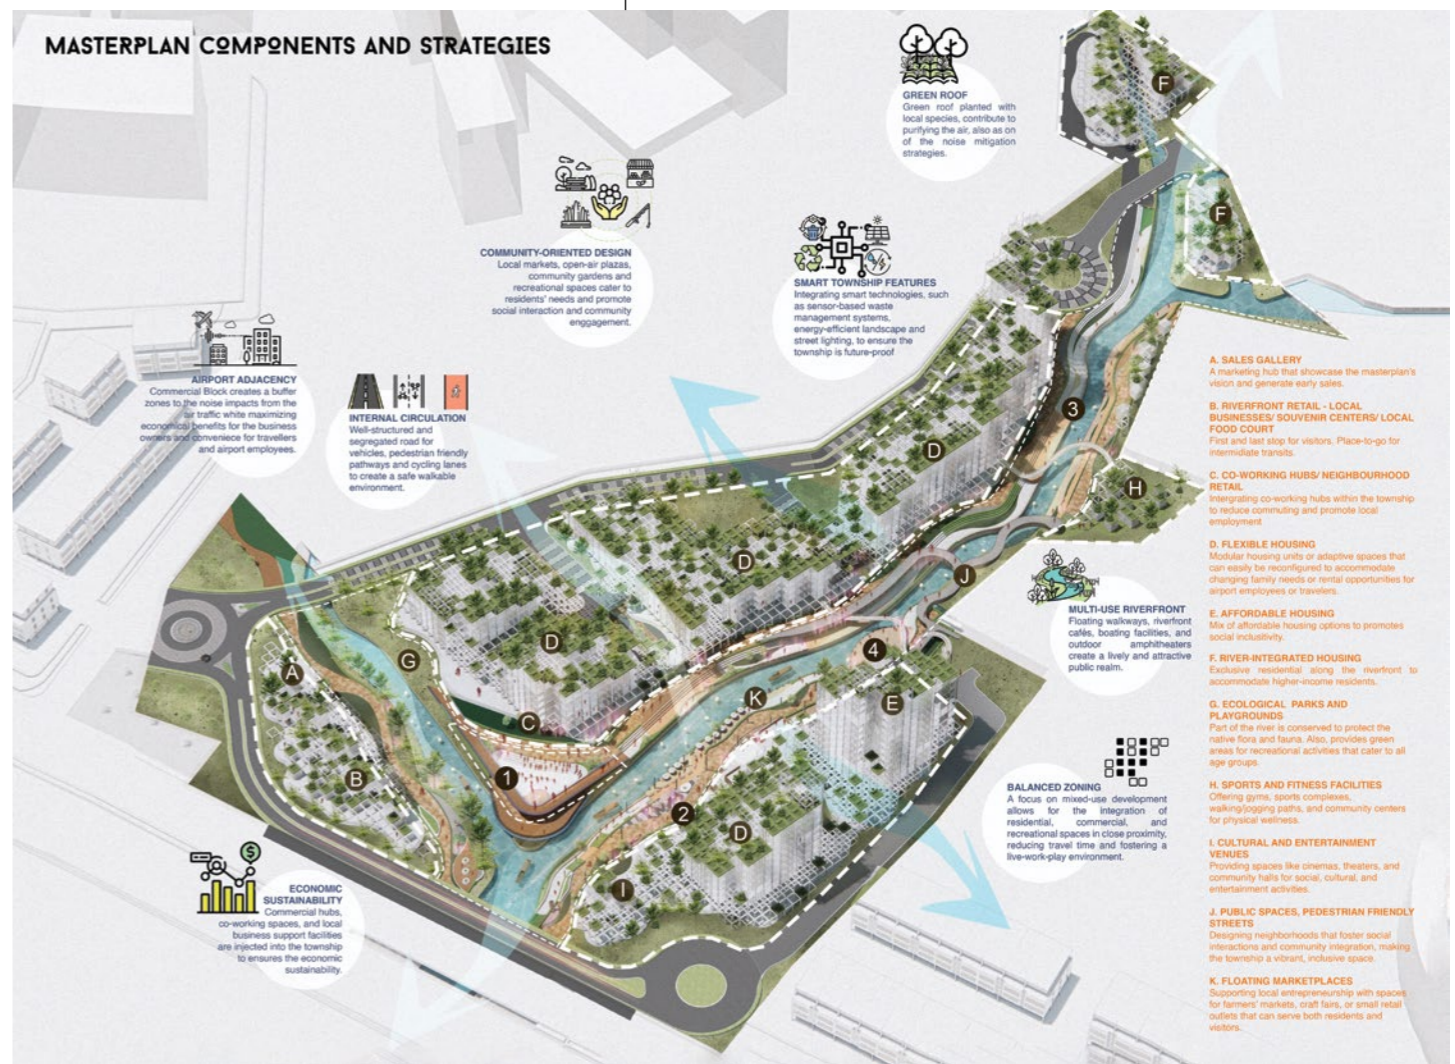 MASTERPLAN COMPONENTS AND STRATEGIES
GREEN ROOF
Green roof planted with
local species, contribute to
purifying the air, also as on
of the noise mitigation
strategies.
COMMUNITY-ORIENTED DESIGN
Local markets, open-air plazas,
community gardens and
recreational spaces cater to
residents' needs and promote
social interaction and community
enggagement.
SMART TOWNSHIP FEATURES
Integrating smart technologies, such
as sensor-based waste
management systems,
energy-efficient landscape and
street lighting, to ensure the
township is future-proof
AIRPORT ADJACENCY
Commercial Block creates a buffer
zones to the noise impacts from the
air traffic white maximizing
economical benefits for the business
owners and conveniece for travellers
and airport employees.
INTERNAL CIRCULATION
Well-structured and
segregated road for
vehicles, pedestrian friendly
pathways and cycling lanes
to create a safe walkable
environment.
MULTI-USE RIVERFRONT
Floating walkways, riverfront
cafés, boating facilities, and
outdoor amphitheaters
create a lively and attractive
public realm.
BALANCED ZONING
A focus on mixed-use development
allows for the integration of
residential, commercial, and
recreational spaces in close proximity,
reducing travel time and fostering a
live-work-play environment.
$
ECONOMIC
SUSTAINABILITY
Commercial hubs,
co-working spaces, and local
business support facilities
are injected into the township
to ensures the economic
sustainability.
F
F
3
D
H
D
J
D
G
4
A
K
E
C
B
1
2
D
I
A. SALES GALLERY
A marketing hub that showcase the masterplan's
vision and generate early sales.
B. RIVERFRONT RETAIL - LOCAL
BUSINESSES/ SOUVENIR CENTERS/ LOCAL
FOOD COURT
First and last stop for visitors. Place-to-go for
intermidiate transits.
C. CO-WORKING HUBS/ NEIGHBOURHOOD
RETAIL
Intergrating co-working hubs within the township
to reduce commuting and promote local
employment
D. FLEXIBLE HOUSING
Modular housing units or adaptive spaces that
can easily be reconfigured to accommodate
changing family needs or rental opportunities for
airport employees or travelers.
E. AFFORDABLE HOUSING
Mix of affordable housing options to promotes
social inclusitivity.
F. RIVER-INTEGRATED HOUSING
Exclusive residential along the riverfront to
accommodate higher-income residents.
G. ECOLOGICAL PARKS AND
PLAYGROUNDS
Part of the river is conserved to protect the
native flora and fauna. Also, provides green
areas for recreational activities that cater to all
age groups.
H. SPORTS AND FITNESS FACILITIES
Offering gyms, sports complexes,
walking/jogging paths, and community centers
for physical wellness.
I. CULTURAL AND ENTERTAINMENT
VENUES
Providing spaces like cinemas, theaters, and
community halls for social, cultural, and
entertainment activities.
J. PUBLIC SPACES, PEDESTRIAN FRIENDLY
STREETS
Designing neighborhoods that foster social
interactions and community integration, making
the township a vibrant, inclusive space.
K. FLOATING MARKETPLACES
Supporting local entrepreneurship with spaces
for farmers' markets, craft fairs, or small retail
outlets that can serve both residents and
visitors.